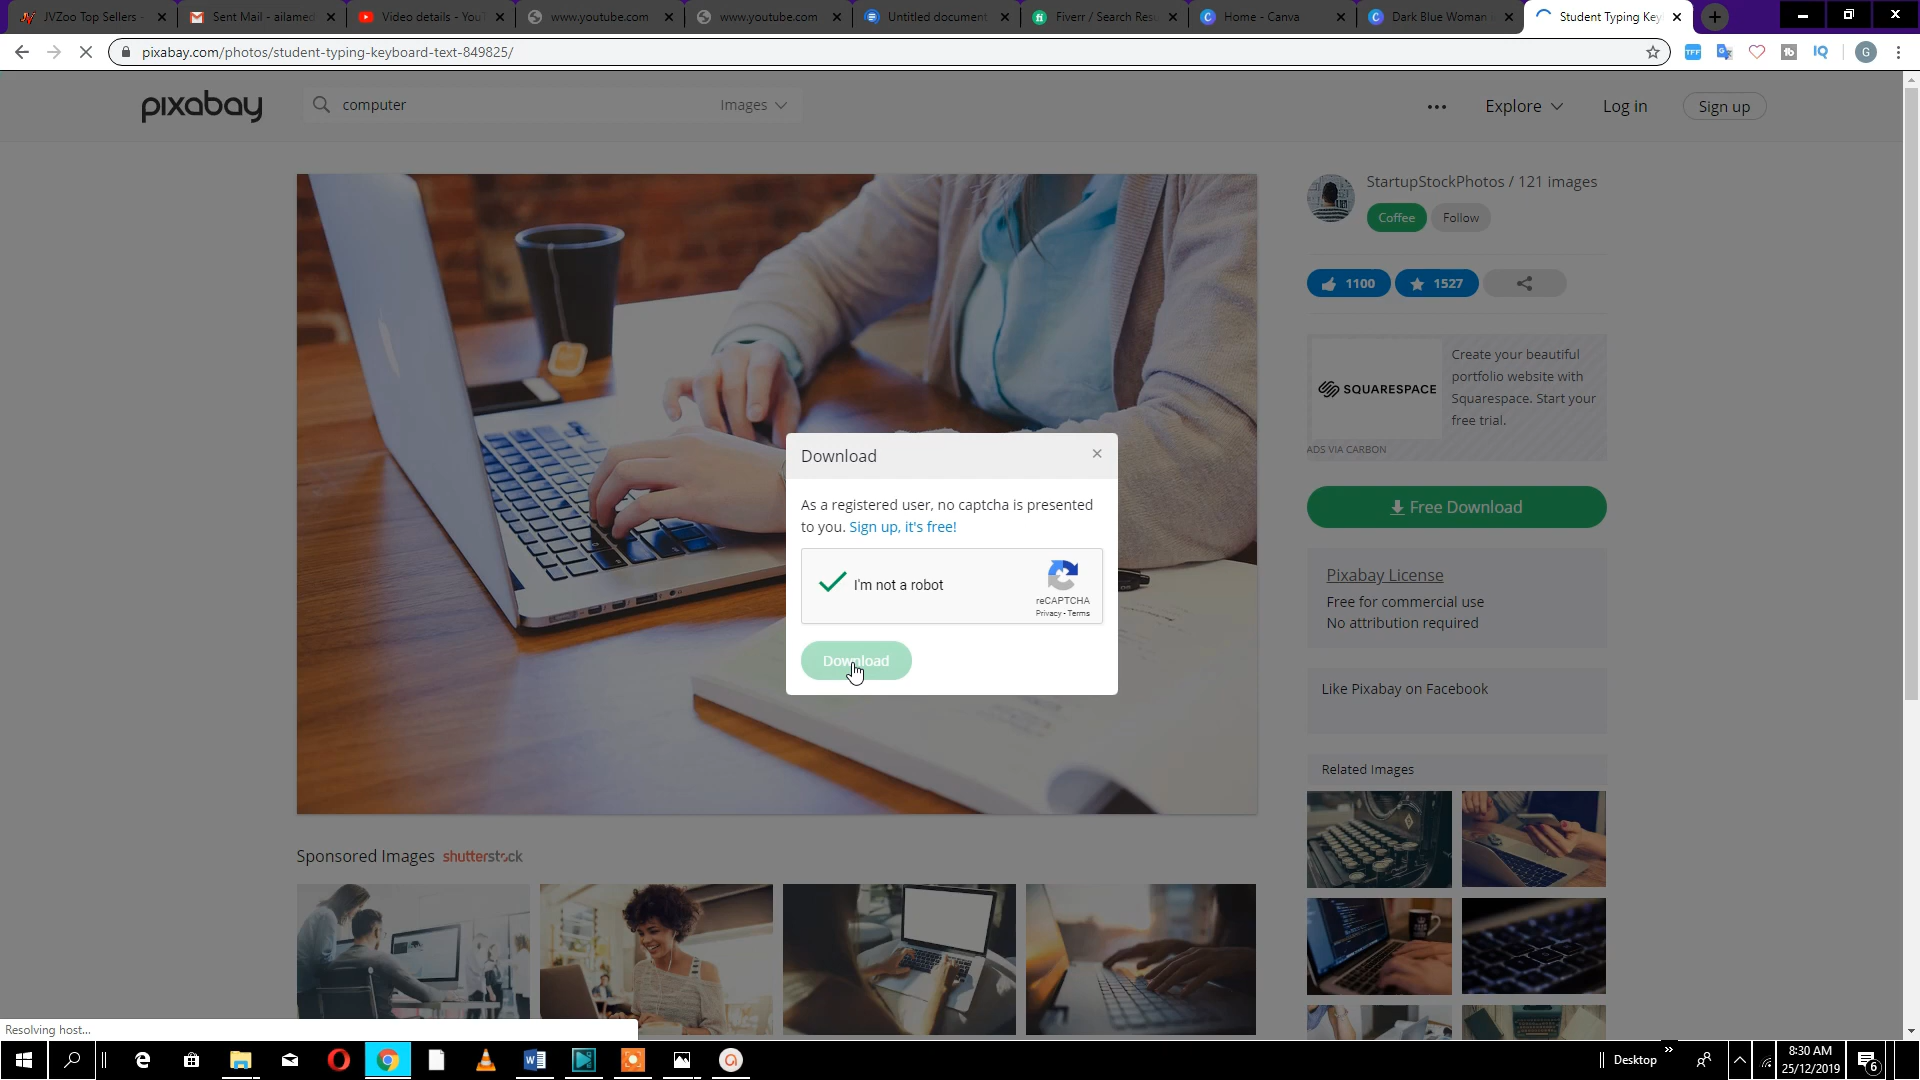 JVZoo Top Sellers -
Sent Mail - ailamed
Video details - YouT
www.youtube.com
www.youtube.com
Untitled document
Fiverr / Search Resu
Home - Canva
Dark Blue Woman
Student Typing Key
pixabay.com/photos/student-typing-keyboard-text-849825/
TFF
tb
IQ
G
pixabay
computer
Images
Explore
Log in
Sign up
StartupStockPhotos / 121 images
Coffee
Follow
1100
1527
SQUARESPACE
Create your beautiful
portfolio website with
Squarespace. Start your
free trial.
ADS VIA CARBON
Download
As a registered user, no captcha is presented
to you. Sign up, it's free!
I'm not a robot
reCAPTCHA
Privacy - Terms
Download
Free Download
Pixabay License
Free for commercial use
No attribution required
Like Pixabay on Facebook
Related Images
Sponsored Images shutterstock
Resolving host...
Desktop
8:30 AM
25/12/2019
6